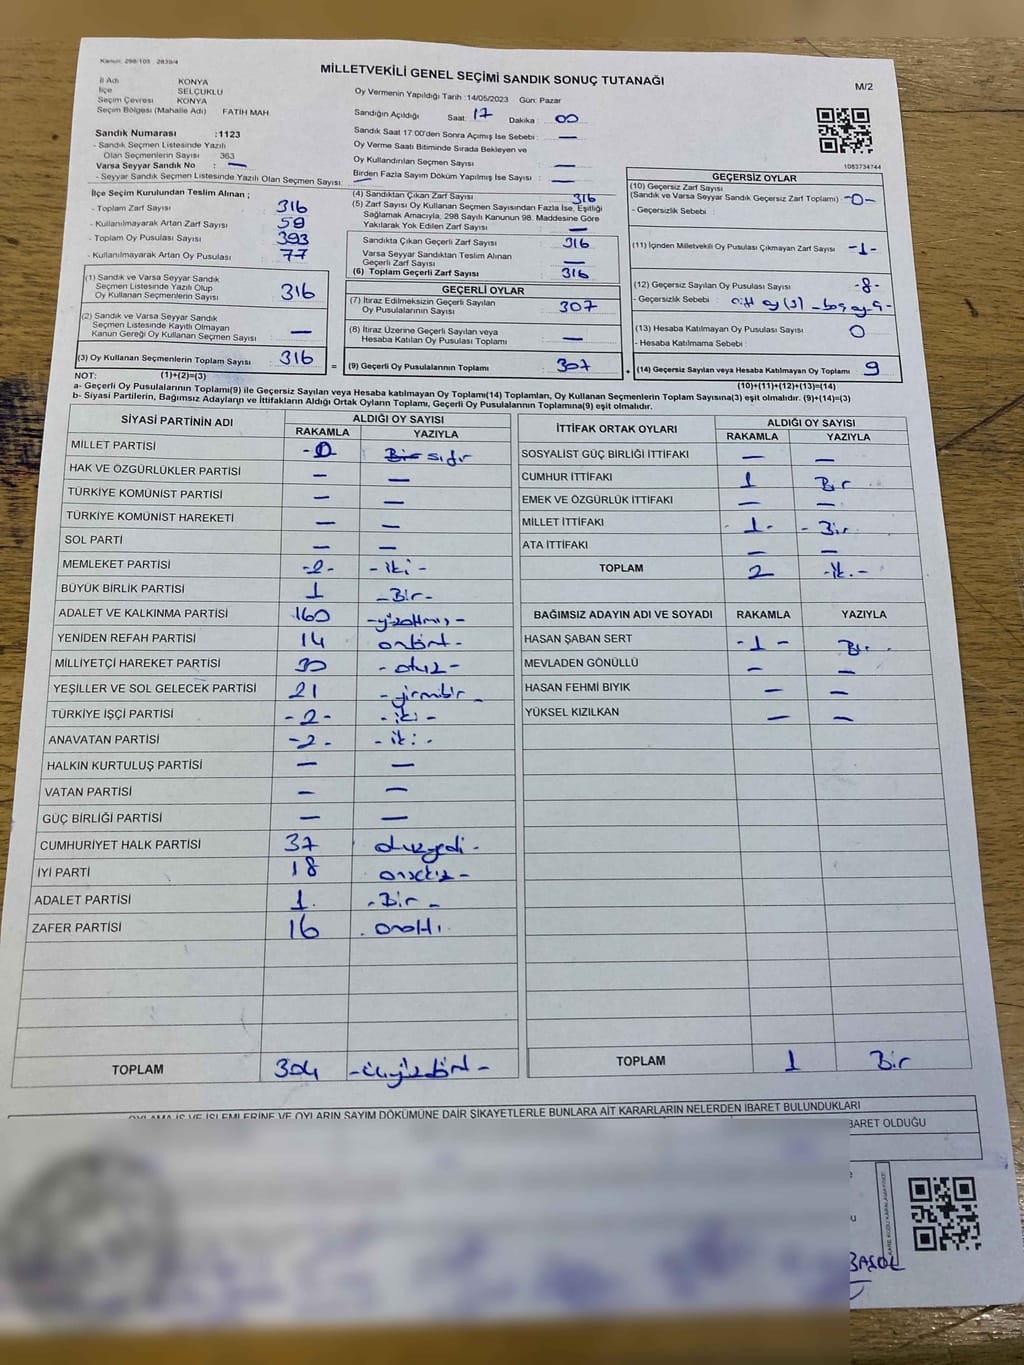 Kanun: 298/105 , 2839/4
MİLLETVEKİLİ GENEL SEÇİMİ SANDIK SONUÇ TUTANAĞI
M/2
İl Adı KONYA
İlçe SELÇUKLU
Seçim Çevresi KONYA
Seçim Bölgesi (Mahalle Adı) FATİH MAH
Sandık Numarası :1123
- Sandık Seçmen Listesinde Yazılı
Olan Seçmenlerin Sayısı 363
Varsa Seyyar Sandık No : —
- Seyyar Sandık Seçmen Listesinde Yazılı Olan Seçmen Sayısı: —
Oy Vermenin Yapıldığı Tarih :14/05/2023 Gün: Pazar
Sandığın Açıldığı Saat: 17 Dakika : 00
Sandık Saat 17:00'den Sonra Açımış İse Sebebi : —
Oy Verme Saati Bitiminde Sırada Bekleyen ve
Oy Kullandırılan Seçmen Sayısı : —
Birden Fazla Sayım Döküm Yapılmış İse Sayısı : —
1083734744
İlçe Seçim Kurulundan Teslim Alınan ;
- Toplam Zarf Sayısı : 316
- Kullanılmayarak Artan Zarf Sayısı : 59
- Toplam Oy Pusulası Sayısı : 393
- Kullanılmayarak Artan Oy Pusulası : 77
(1) Sandık ve Varsa Seyyar Sandık
Seçmen Listesinde Yazılı Olup
Oy Kullanan Seçmenlerin Sayısı : 316
(2) Sandık ve Varsa Seyyar Sandık
Seçmen Listesinde Kayıtlı Olmayan
Kanun Gereği Oy Kullanan Seçmen Sayısı : —
(3) Oy Kullanan Seçmenlerin Toplam Sayısı : 316
(4) Sandıktan Çıkan Zarf Sayısı : 316
(5) Zarf Sayısı Oy Kullanan Seçmen Sayısından Fazla İse, Eşitliği
Sağlamak Amacıyla, 298 Sayılı Kanunun 98. Maddesine Göre
Yakılarak Yok Edilen Zarf Sayısı : —
Sandıkta Çıkan Geçerli Zarf Sayısı : 316
Varsa Seyyar Sandıktan Teslim Alınan
Geçerli Zarf Sayısı : —
(6) Toplam Geçerli Zarf Sayısı : 316
GEÇERLİ OYLAR
(7) İtiraz Edilmeksizin Geçerli Sayılan
Oy Pusulalarının Sayısı : 307
(8) İtiraz Üzerine Geçerli Sayılan veya
Hesaba Katılan Oy Pusulası Toplamı : —
= (9) Geçerli Oy Pusulalarının Toplamı : 307
GEÇERSİZ OYLAR
(10) Geçersiz Zarf Sayısı
(Sandık ve Varsa Seyyar Sandık Geçersiz Zarf Toplamı) : -0-
- Geçersizlik Sebebi :
(11) İçinden Milletvekili Oy Pusulası Çıkmayan Zarf Sayısı : -1-
(12) Geçersiz Sayılan Oy Pusulası Sayısı : -8-
- Geçersizlik Sebebi :
(13) Hesaba Katılmayan Oy Pusulası Sayısı : 0
- Hesaba Katılmama Sebebi :
+ (14) Geçersiz Sayılan veya Hesaba Katılmayan Oy Toplamı : 9
NOT: (1)+(2)=(3)
(10)+(11)+(12)+(13)=(14)
a- Geçerli Oy Pusulalarının Toplamı(9) ile Geçersiz Sayılan veya Hesaba Katılmayan Oy Toplamı(14) Toplamları, Oy Kullanan Seçmenlerin Toplam Sayısına(3) eşit olmalıdır. (9)+(14)=(3)
b- Siyasi Partilerin, Bağımsız Adayların ve İttifakların Aldığı Ortak Oyların Toplamı, Geçerli Oy Pusulalarının Toplamına(9) eşit olmalıdır.
SİYASİ PARTİNİN ADI ALDIĞI OY SAYISI
RAKAMLA YAZIYLA
MİLLET PARTİSİ -0 Bir sıfır
HAK VE ÖZGÜRLÜKLER PARTİSİ — —
TÜRKİYE KOMÜNİST PARTİSİ — —
TÜRKİYE KOMÜNİST HAREKETİ — —
SOL PARTİ — —
MEMLEKET PARTİSİ -2- -iki-
BÜYÜK BİRLİK PARTİSİ 1 -Bir-
ADALET VE KALKINMA PARTİSİ 160 -yüzaltmış-
YENİDEN REFAH PARTİSİ 14 ondört-
MİLLİYETÇİ HAREKET PARTİSİ 30 -otuz-
YEŞİLLER VE SOL GELECEK PARTİSİ 21 -yirmibir-
TÜRKİYE İŞÇİ PARTİSİ -2- -iki-
ANAVATAN PARTİSİ -2- -iki-
HALKIN KURTULUŞ PARTİSİ — —
VATAN PARTİSİ — —
GÜÇ BİRLİĞİ PARTİSİ — —
CUMHURİYET HALK PARTİSİ 37 otuzyedi-
İYİ PARTİ 18 onsekiz-
ADALET PARTİSİ 1. -Bir-
ZAFER PARTİSİ 16 onaltı
TOPLAM 304 -üçyüzdört-
İTTİFAK ORTAK OYLARI ALDIĞI OY SAYISI
RAKAMLA YAZIYLA
SOSYALİST GÜÇ BİRLİĞİ İTTİFAKI — —
CUMHUR İTTİFAKI 1 Bir
EMEK VE ÖZGÜRLÜK İTTİFAKI — —
MİLLET İTTİFAKI -1- -Bir
ATA İTTİFAKI — —
TOPLAM 2 -iki-
BAĞIMSIZ ADAYIN ADI VE SOYADI RAKAMLA YAZIYLA
HASAN ŞABAN SERT -1- Bir
MEVLADEN GÖNÜLLÜ — —
HASAN FEHMİ BIYIK — —
YÜKSEL KIZILKAN — —
TOPLAM 1 Bir
OYLAMA İŞ VE İŞLEMLERİNE VE OYLARIN SAYIM DÖKÜMÜNE DAİR ŞİKAYETLERLE BUNLARA AİT KARARLARIN NELERDEN İBARET BULUNDUKLARI
BARET OLDUĞU
BAŞOL